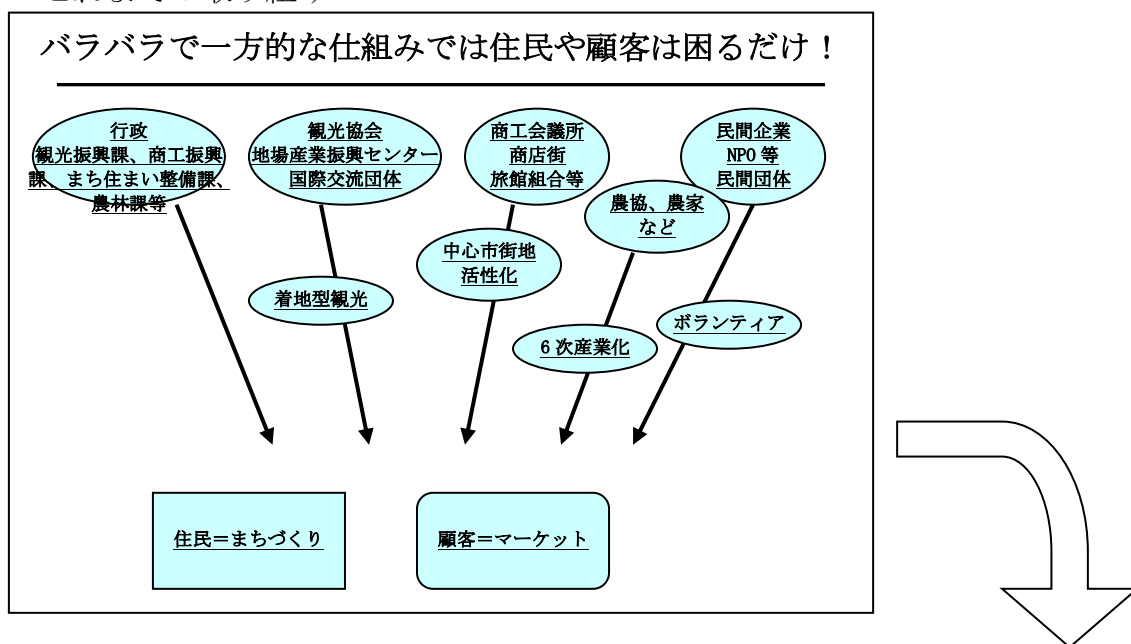 バラバラで一方的な仕組みでは住民や顧客は困るだけ！
行政
観光振興課、商工振興
課、まち住まい整備課、
農林課等
観光協会
地場産業振興センター
国際交流団体
商工会議所
商店街
旅館組合等
民間企業
NPO 等
民間団体
農協、農家
など
中心市街地
活性化
着地型観光
6 次産業化
ボランティア
住民＝まちづくり
顧客＝マーケット